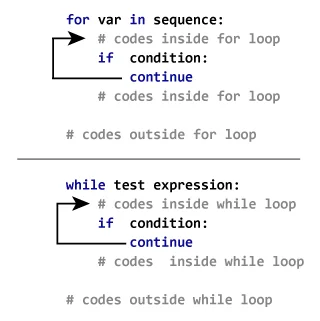 for var in sequence:
# codes inside for loop
if condition:
continue
# codes inside for loop
# codes outside for loop
while test expression:
# codes inside while loop
if condition:
continue
# codes inside while loop
# codes outside while loop